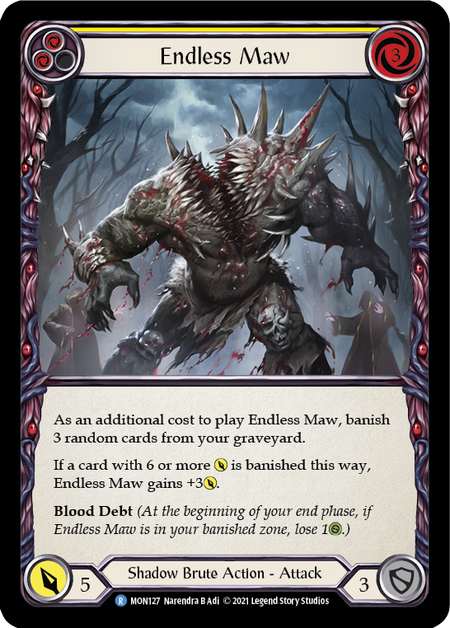 Endless Maw
3
As an additional cost to play Endless Maw, banish
3 random cards from your graveyard.
If a card with 6 or more is banished this way,
Endless Maw gains +3.
Blood Debt (At the beginning of your end phase, if
Endless Maw is in your banished zone, lose 1.)
5
Shadow Brute Action - Attack
3
R MON127 Narendra B Adi © 2021 Legend Story Studios